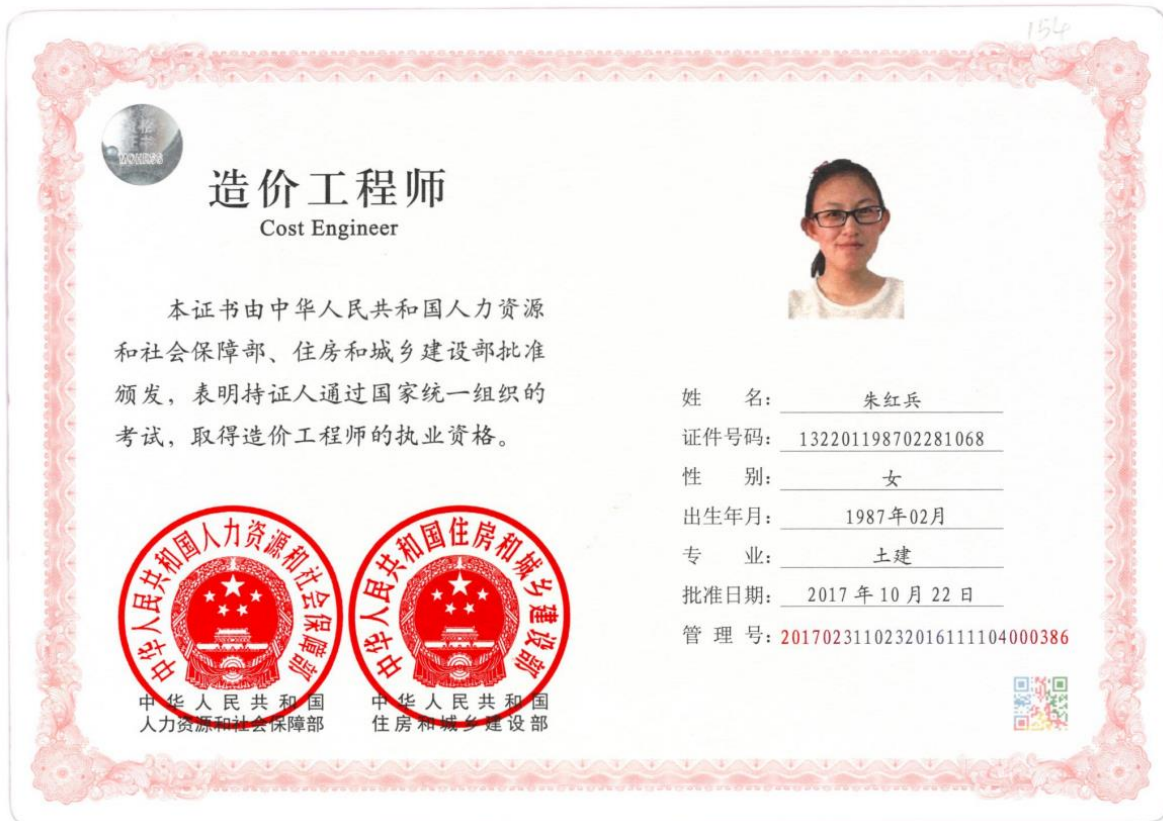 154
造价工程师
Cost Engineer
本证书由中华人民共和国人力资源
和社会保障部、住房和城乡建设部批准
颁发，表明持证人通过国家统一组织的
考试，取得造价工程师的执业资格。
中华人民共和国人力资源和社会保障部
中华人民共和国
人力资源和社会保障部
中华人民共和国住房和城乡建设部
中华人民共和国
住房和城乡建设部
姓 名： 朱红兵
证件号码： 132201198702281068
性 别： 女
出生年月： 1987年02月
专 业： 土建
批准日期： 2017 年 10 月 22 日
管 理 号： 2017023110232016111104000386